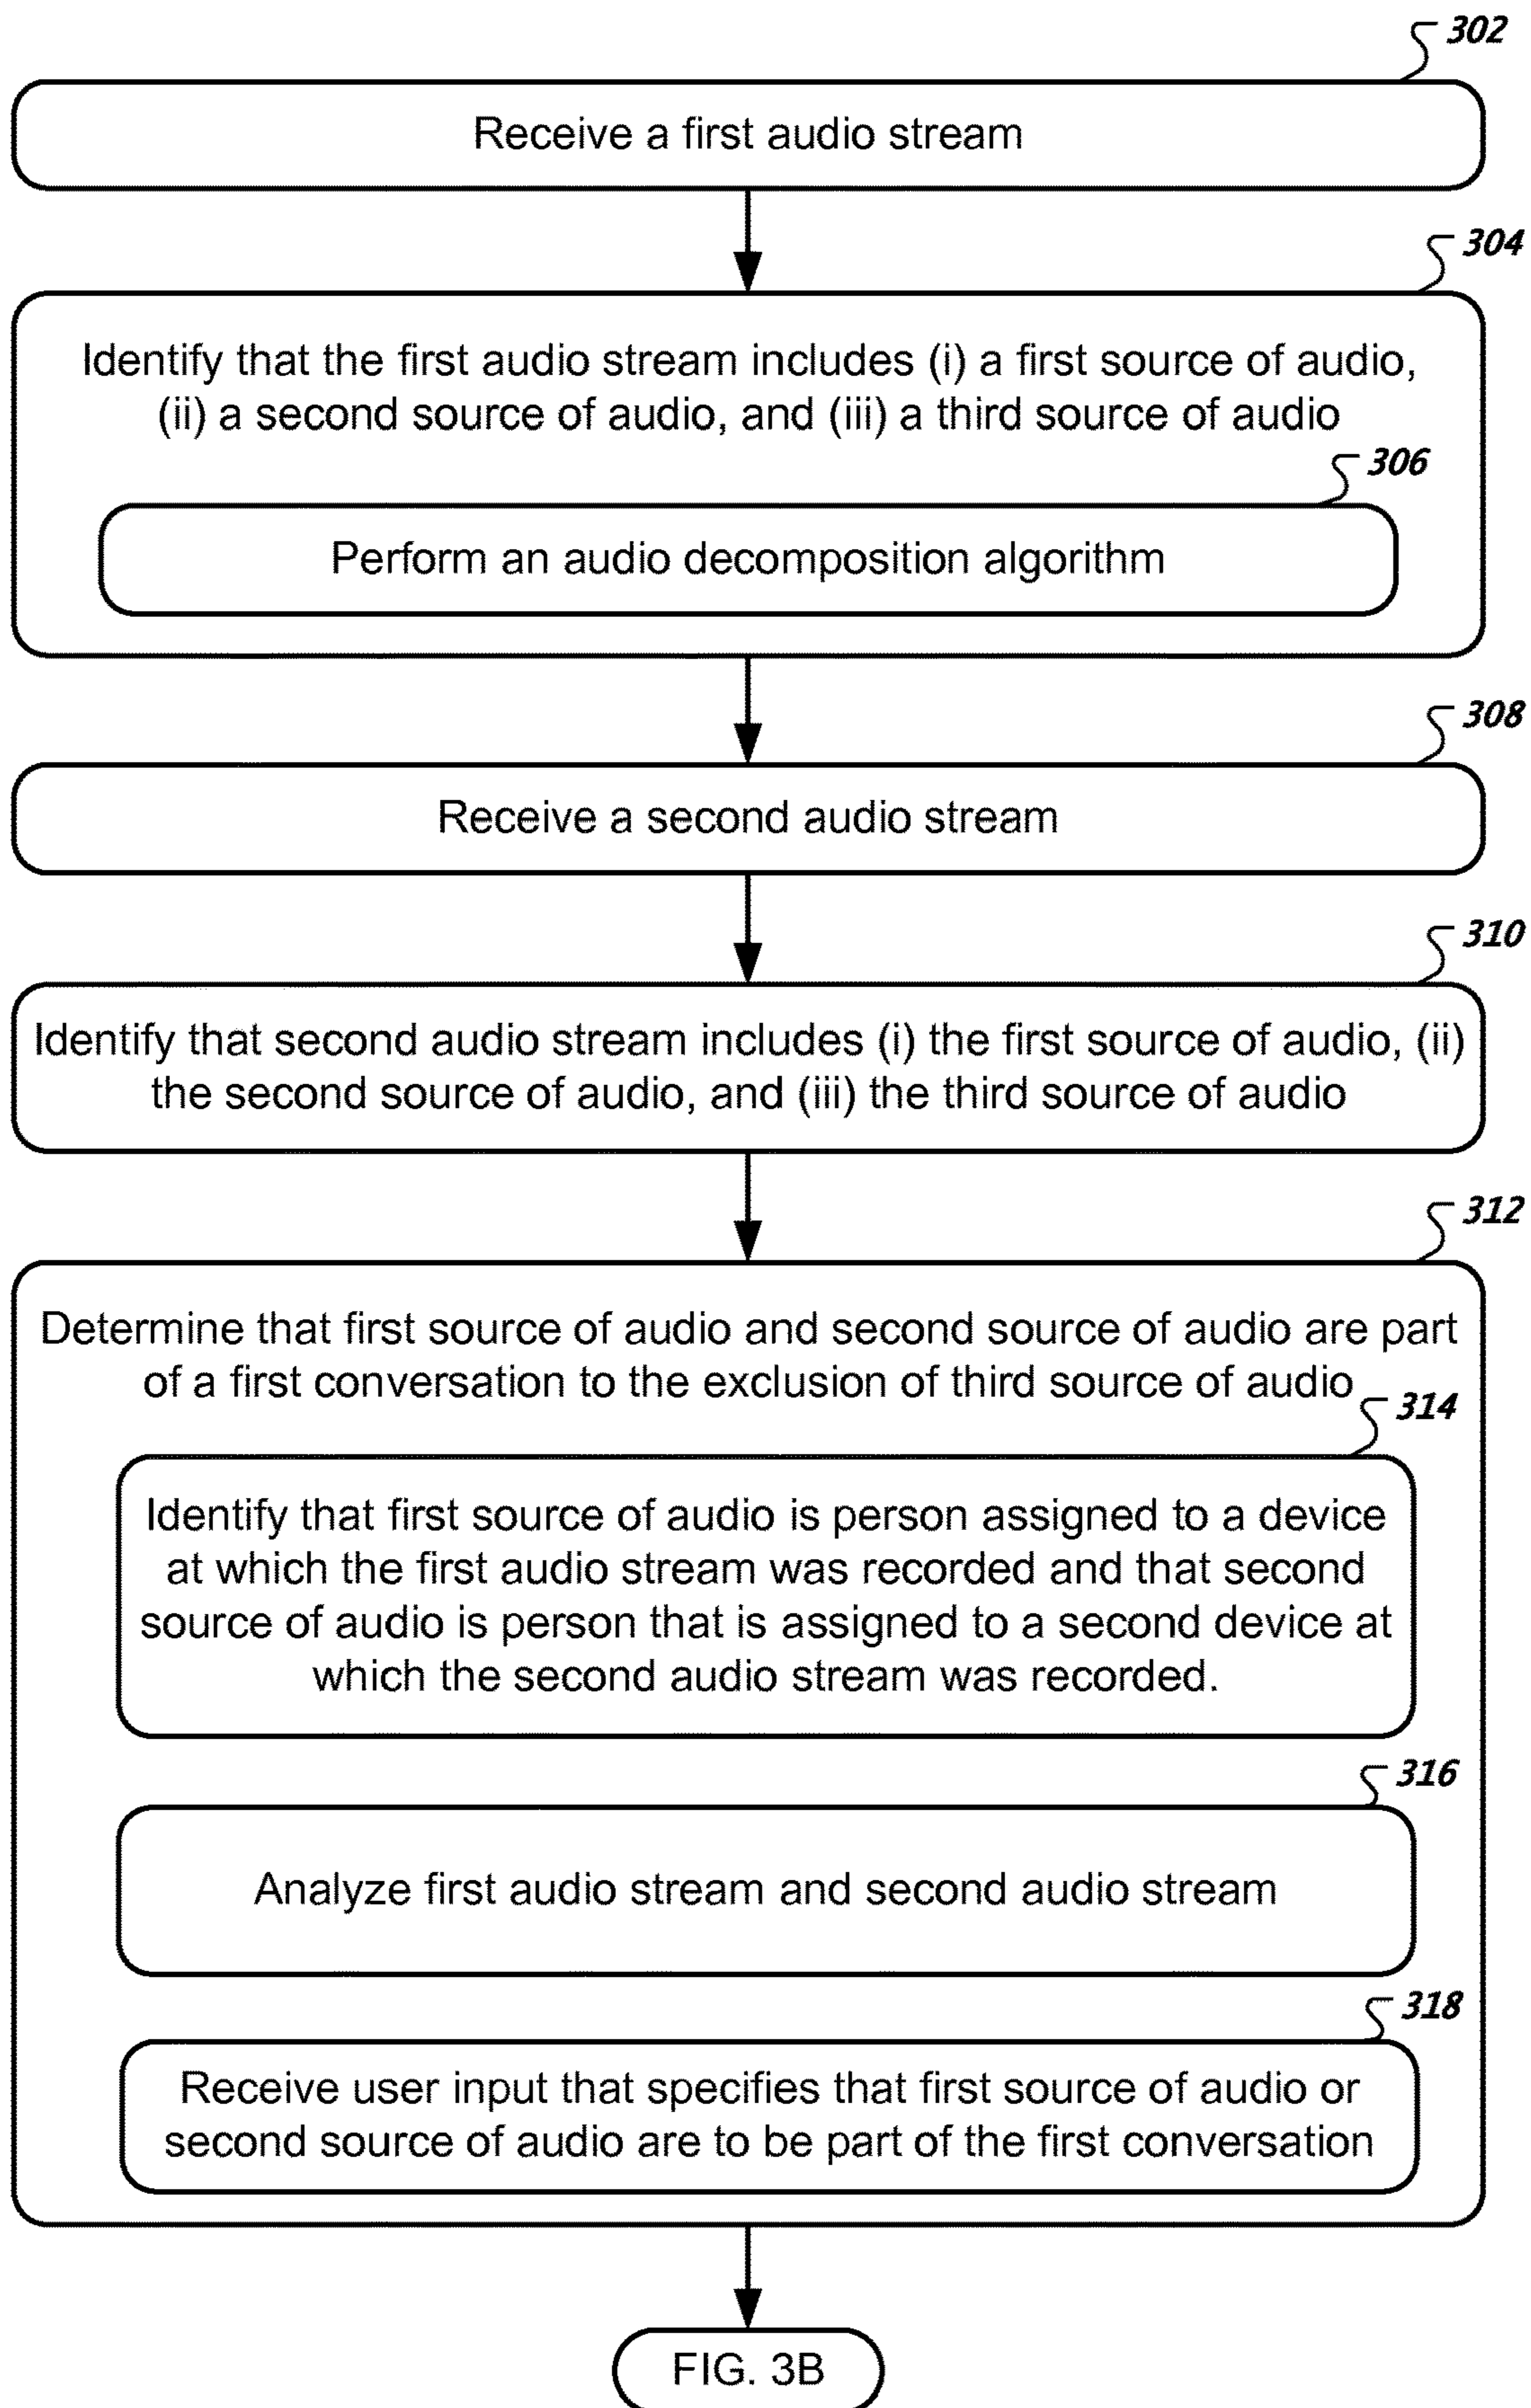 302
Receive a first audio stream
304
Identify that the first audio stream includes (i) a first source of audio,
(ii) a second source of audio, and (iii) a third source of audio
306
Perform an audio decomposition algorithm
308
Receive a second audio stream
310
Identify that second audio stream includes (i) the first source of audio, (ii)
the second source of audio, and (iii) the third source of audio
312
Determine that first source of audio and second source of audio are part
of a first conversation to the exclusion of third source of audio
314
Identify that first source of audio is person assigned to a device
at which the first audio stream was recorded and that second
source of audio is person that is assigned to a second device at
which the second audio stream was recorded.
316
Analyze first audio stream and second audio stream
318
Receive user input that specifies that first source of audio or
second source of audio are to be part of the first conversation
FIG. 3B